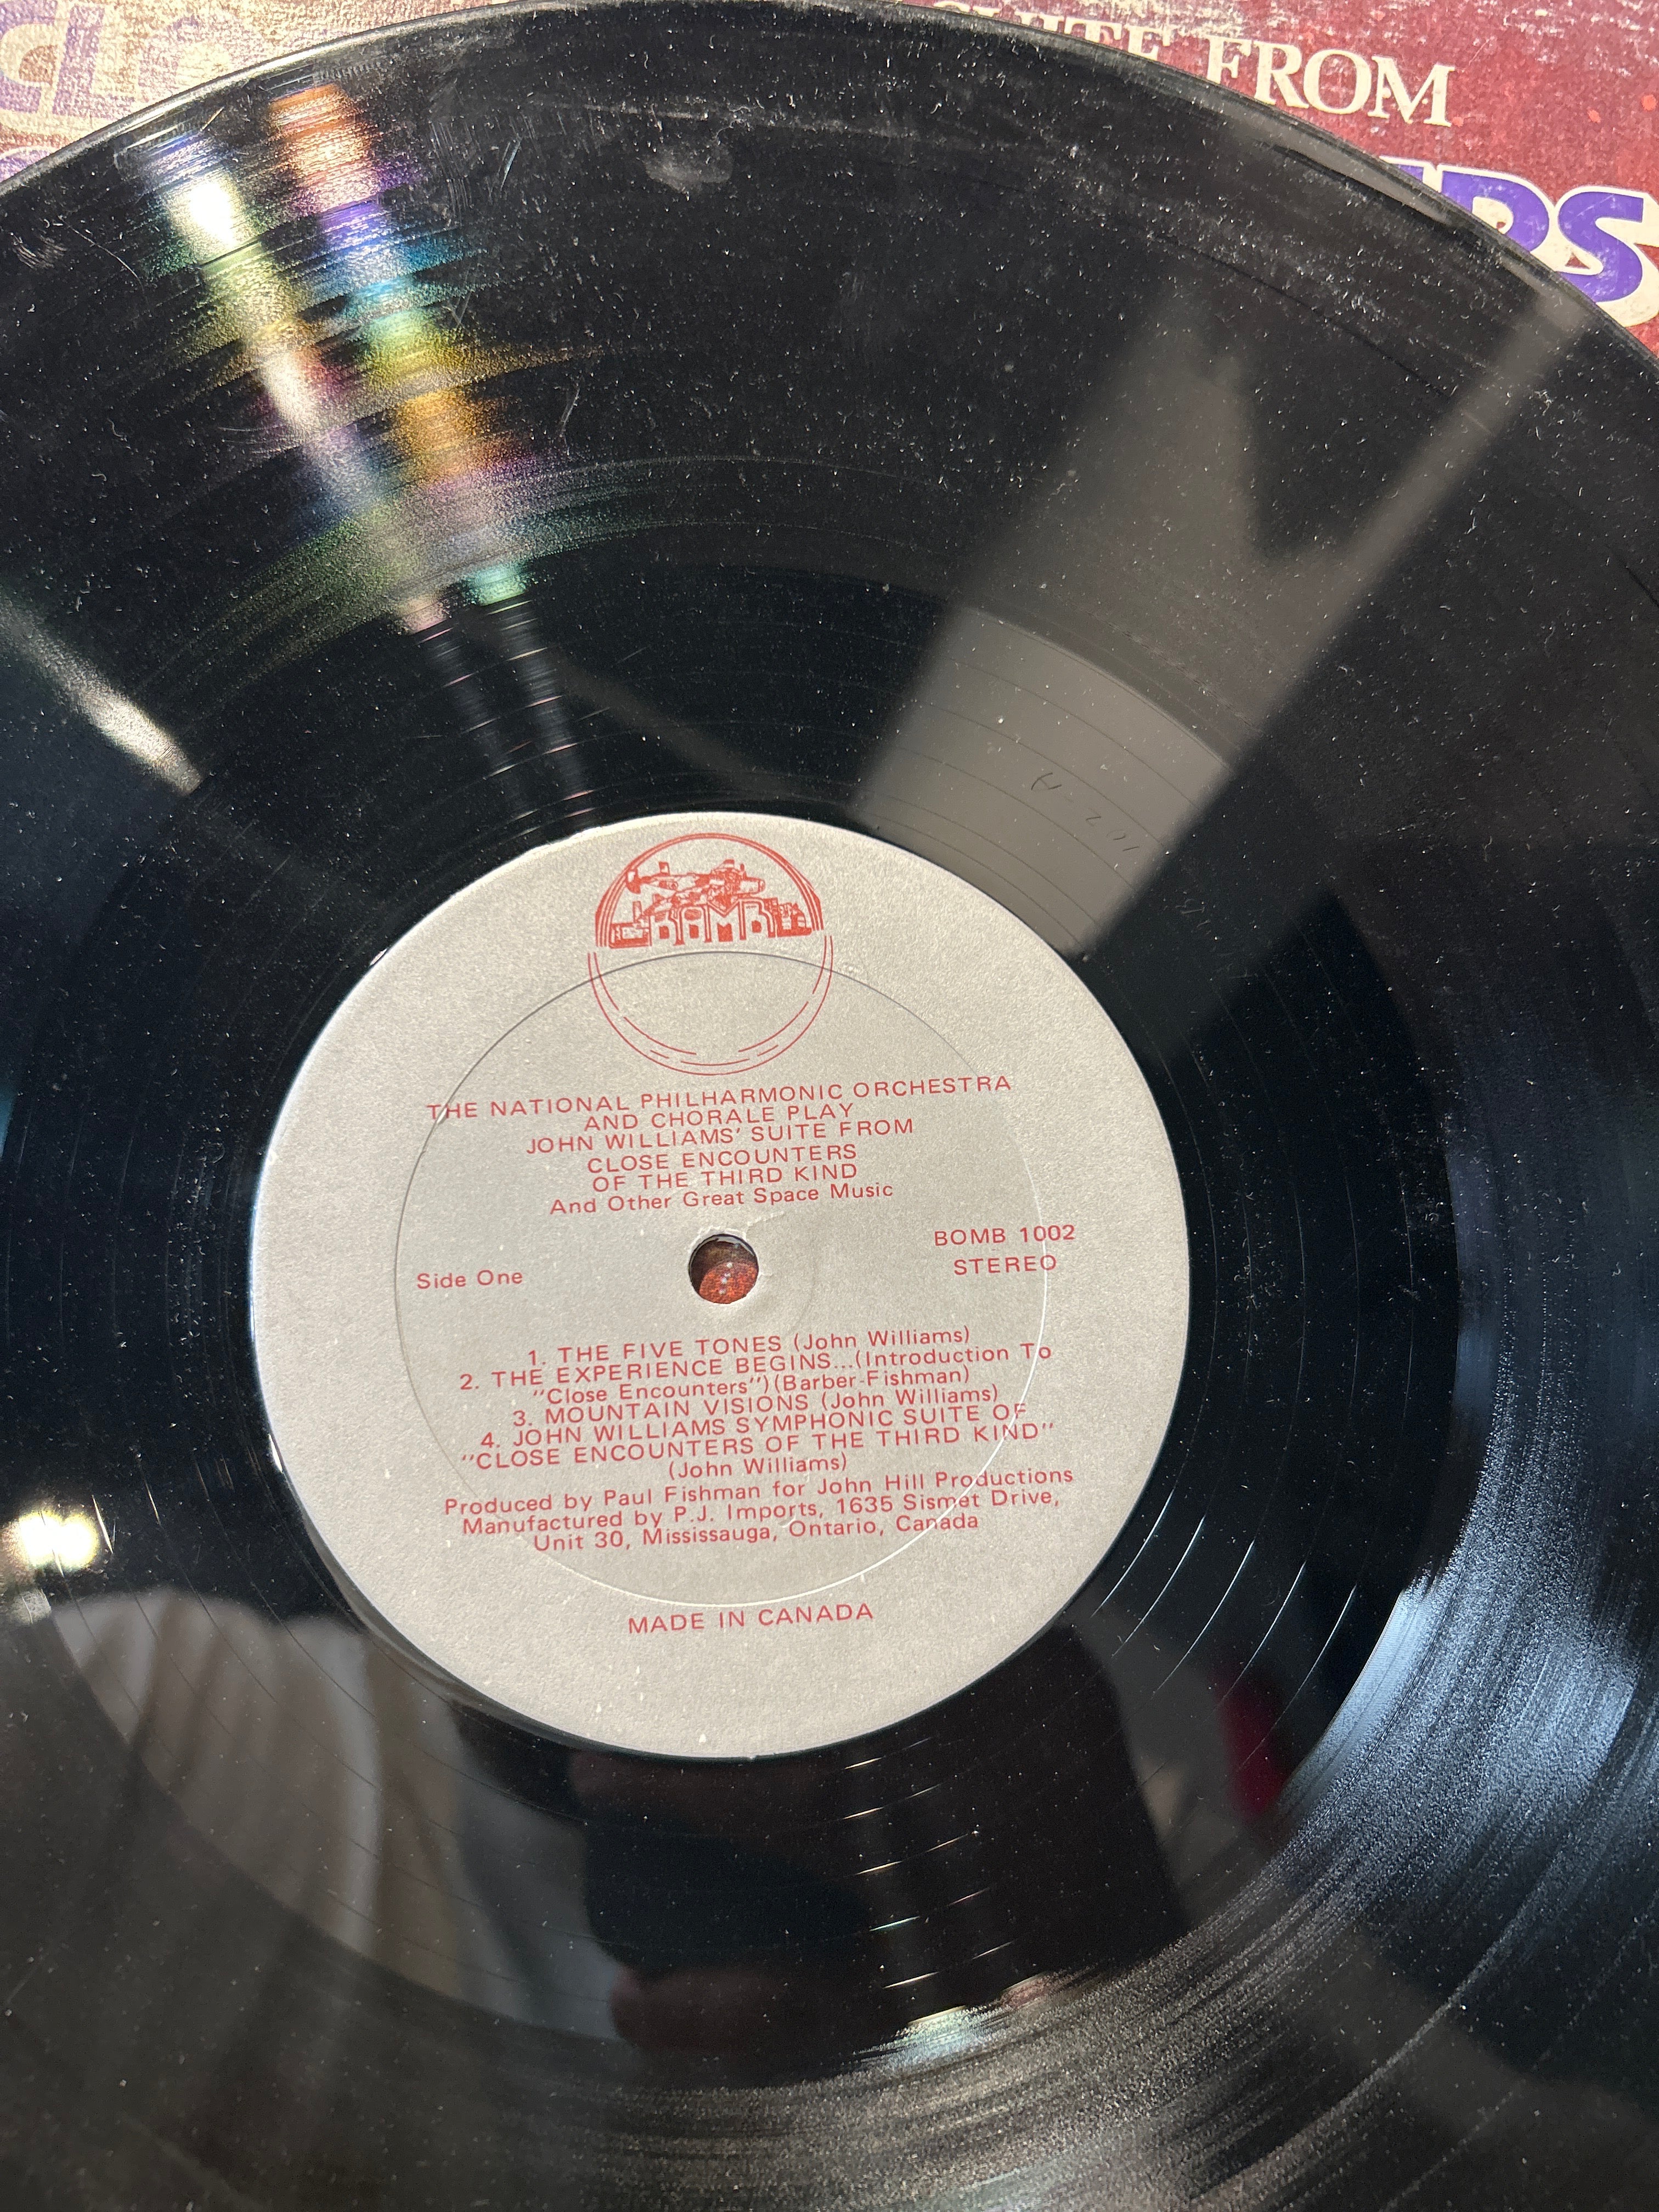 SUITE FROM
BOMB
THE NATIONAL PHILHARMONIC ORCHESTRA
AND CHORALE PLAY
JOHN WILLIAMS' SUITE FROM
CLOSE ENCOUNTERS
OF THE THIRD KIND
And Other Great Space Music
BOMB 1002
STEREO
Side One
1. THE FIVE TONES (John Williams)
2. THE EXPERIENCE BEGINS...(Introduction To
"Close Encounters")(Barber-Fishman)
3. MOUNTAIN VISIONS (John Williams)
4. JOHN WILLIAMS SYMPHONIC SUITE OF
"CLOSE ENCOUNTERS OF THE THIRD KIND"
(John Williams)
Produced by Paul Fishman for John Hill Productions
Manufactured by P.J. Imports, 1635 Sismet Drive,
Unit 30, Mississauga, Ontario, Canada
MADE IN CANADA